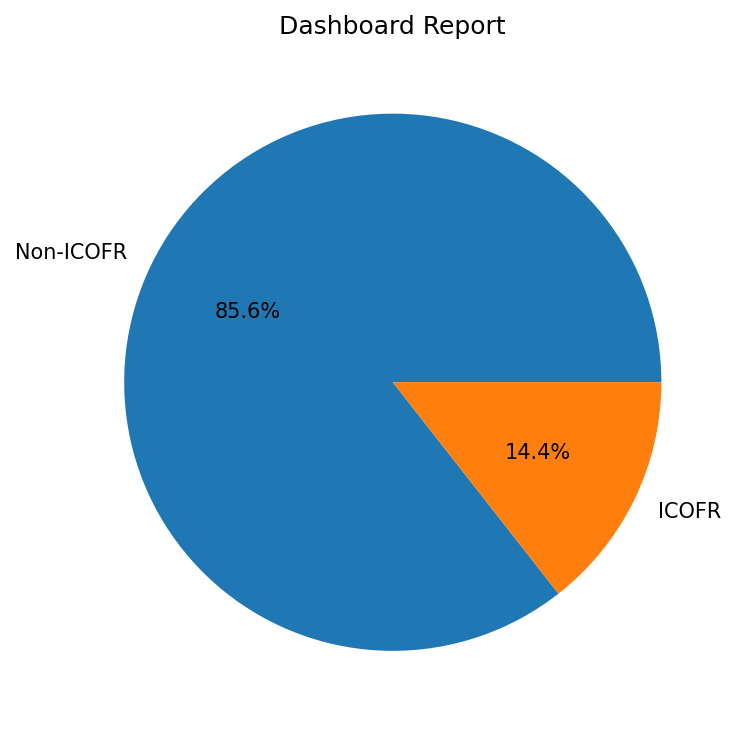 Dashboard Report
Non-ICOFR
85.6%
14.4%
ICOFR